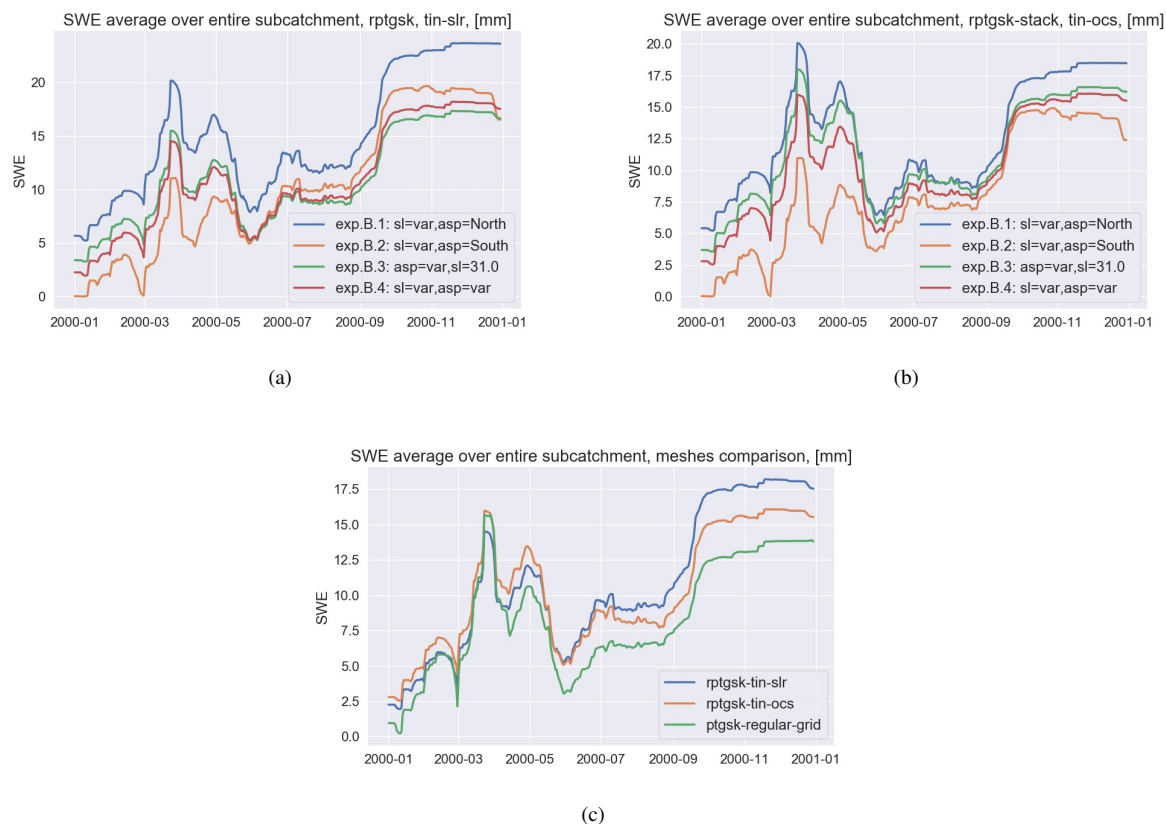 SWE average over entire subcatchment, rptgsk, tin-slr, [mm]
20
15
10
5
0
SWE
exp.B.1: sl=var,asp=North
exp.B.2: sl=var,asp=South
exp.B.3: asp=var,sl=31.0
exp.B.4: sl=var,asp=var
2000-01 2000-03 2000-05 2000-07 2000-09 2000-11 2001-01
(a)
SWE average over entire subcatchment, rptgsk-stack, tin-ocs, [mm]
20.0
17.5
15.0
12.5
10.0
7.5
5.0
2.5
0.0
SWE
exp.B.1: sl=var,asp=North
exp.B.2: sl=var,asp=South
exp.B.3: asp=var,sl=31.0
exp.B.4: sl=var,asp=var
2000-01 2000-03 2000-05 2000-07 2000-09 2000-11 2001-01
(b)
SWE average over entire subcatchment, meshes comparison, [mm]
17.5
15.0
12.5
10.0
7.5
5.0
2.5
0.0
SWE
rptgsk-tin-slr
rptgsk-tin-ocs
ptgsk-regular-grid
2000-01 2000-03 2000-05 2000-07 2000-09 2000-11 2001-01
(c)